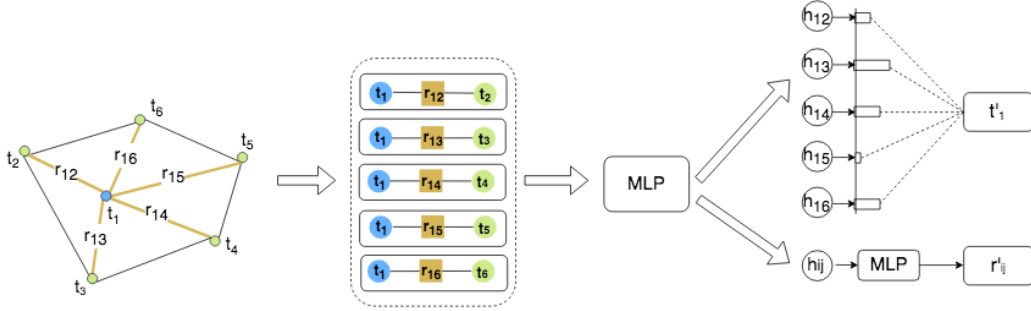 t₆
t₅
t₂
r₁₆
r₁₂
r₁₅
t₁
r₁₄
r₁₃
t₄
t₃
t₁ r₁₂ t₂
t₁ r₁₃ t₃
t₁ r₁₄ t₄
t₁ r₁₅ t₅
t₁ r₁₆ t₆
MLP
h₁₂
h₁₃
h₁₄
h₁₅
h₁₆
t'₁
hij MLP r'ij